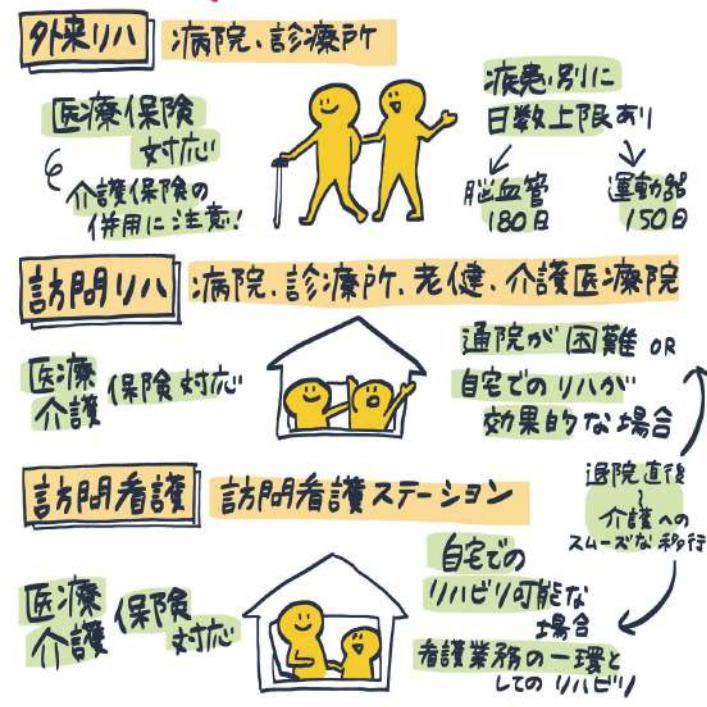 外来リハ 病院、診療所
医療保険
対応
介護保険の
併用に注意!
疾患別に
日数上限あり
脳血管
180日
運動器
150日
訪問リハ 病院、診療所、老健、介護医療院
医療
介護
保険対応
通院が困難 OR
自宅でのリハが
効果的な場合
退院直後
〜
介護への
スムーズな移行
訪問看護 訪問看護ステーション
医療
介護
保険
対応
自宅での
リハビリ可能な
場合
看護業務の一環と
してのリハビリ